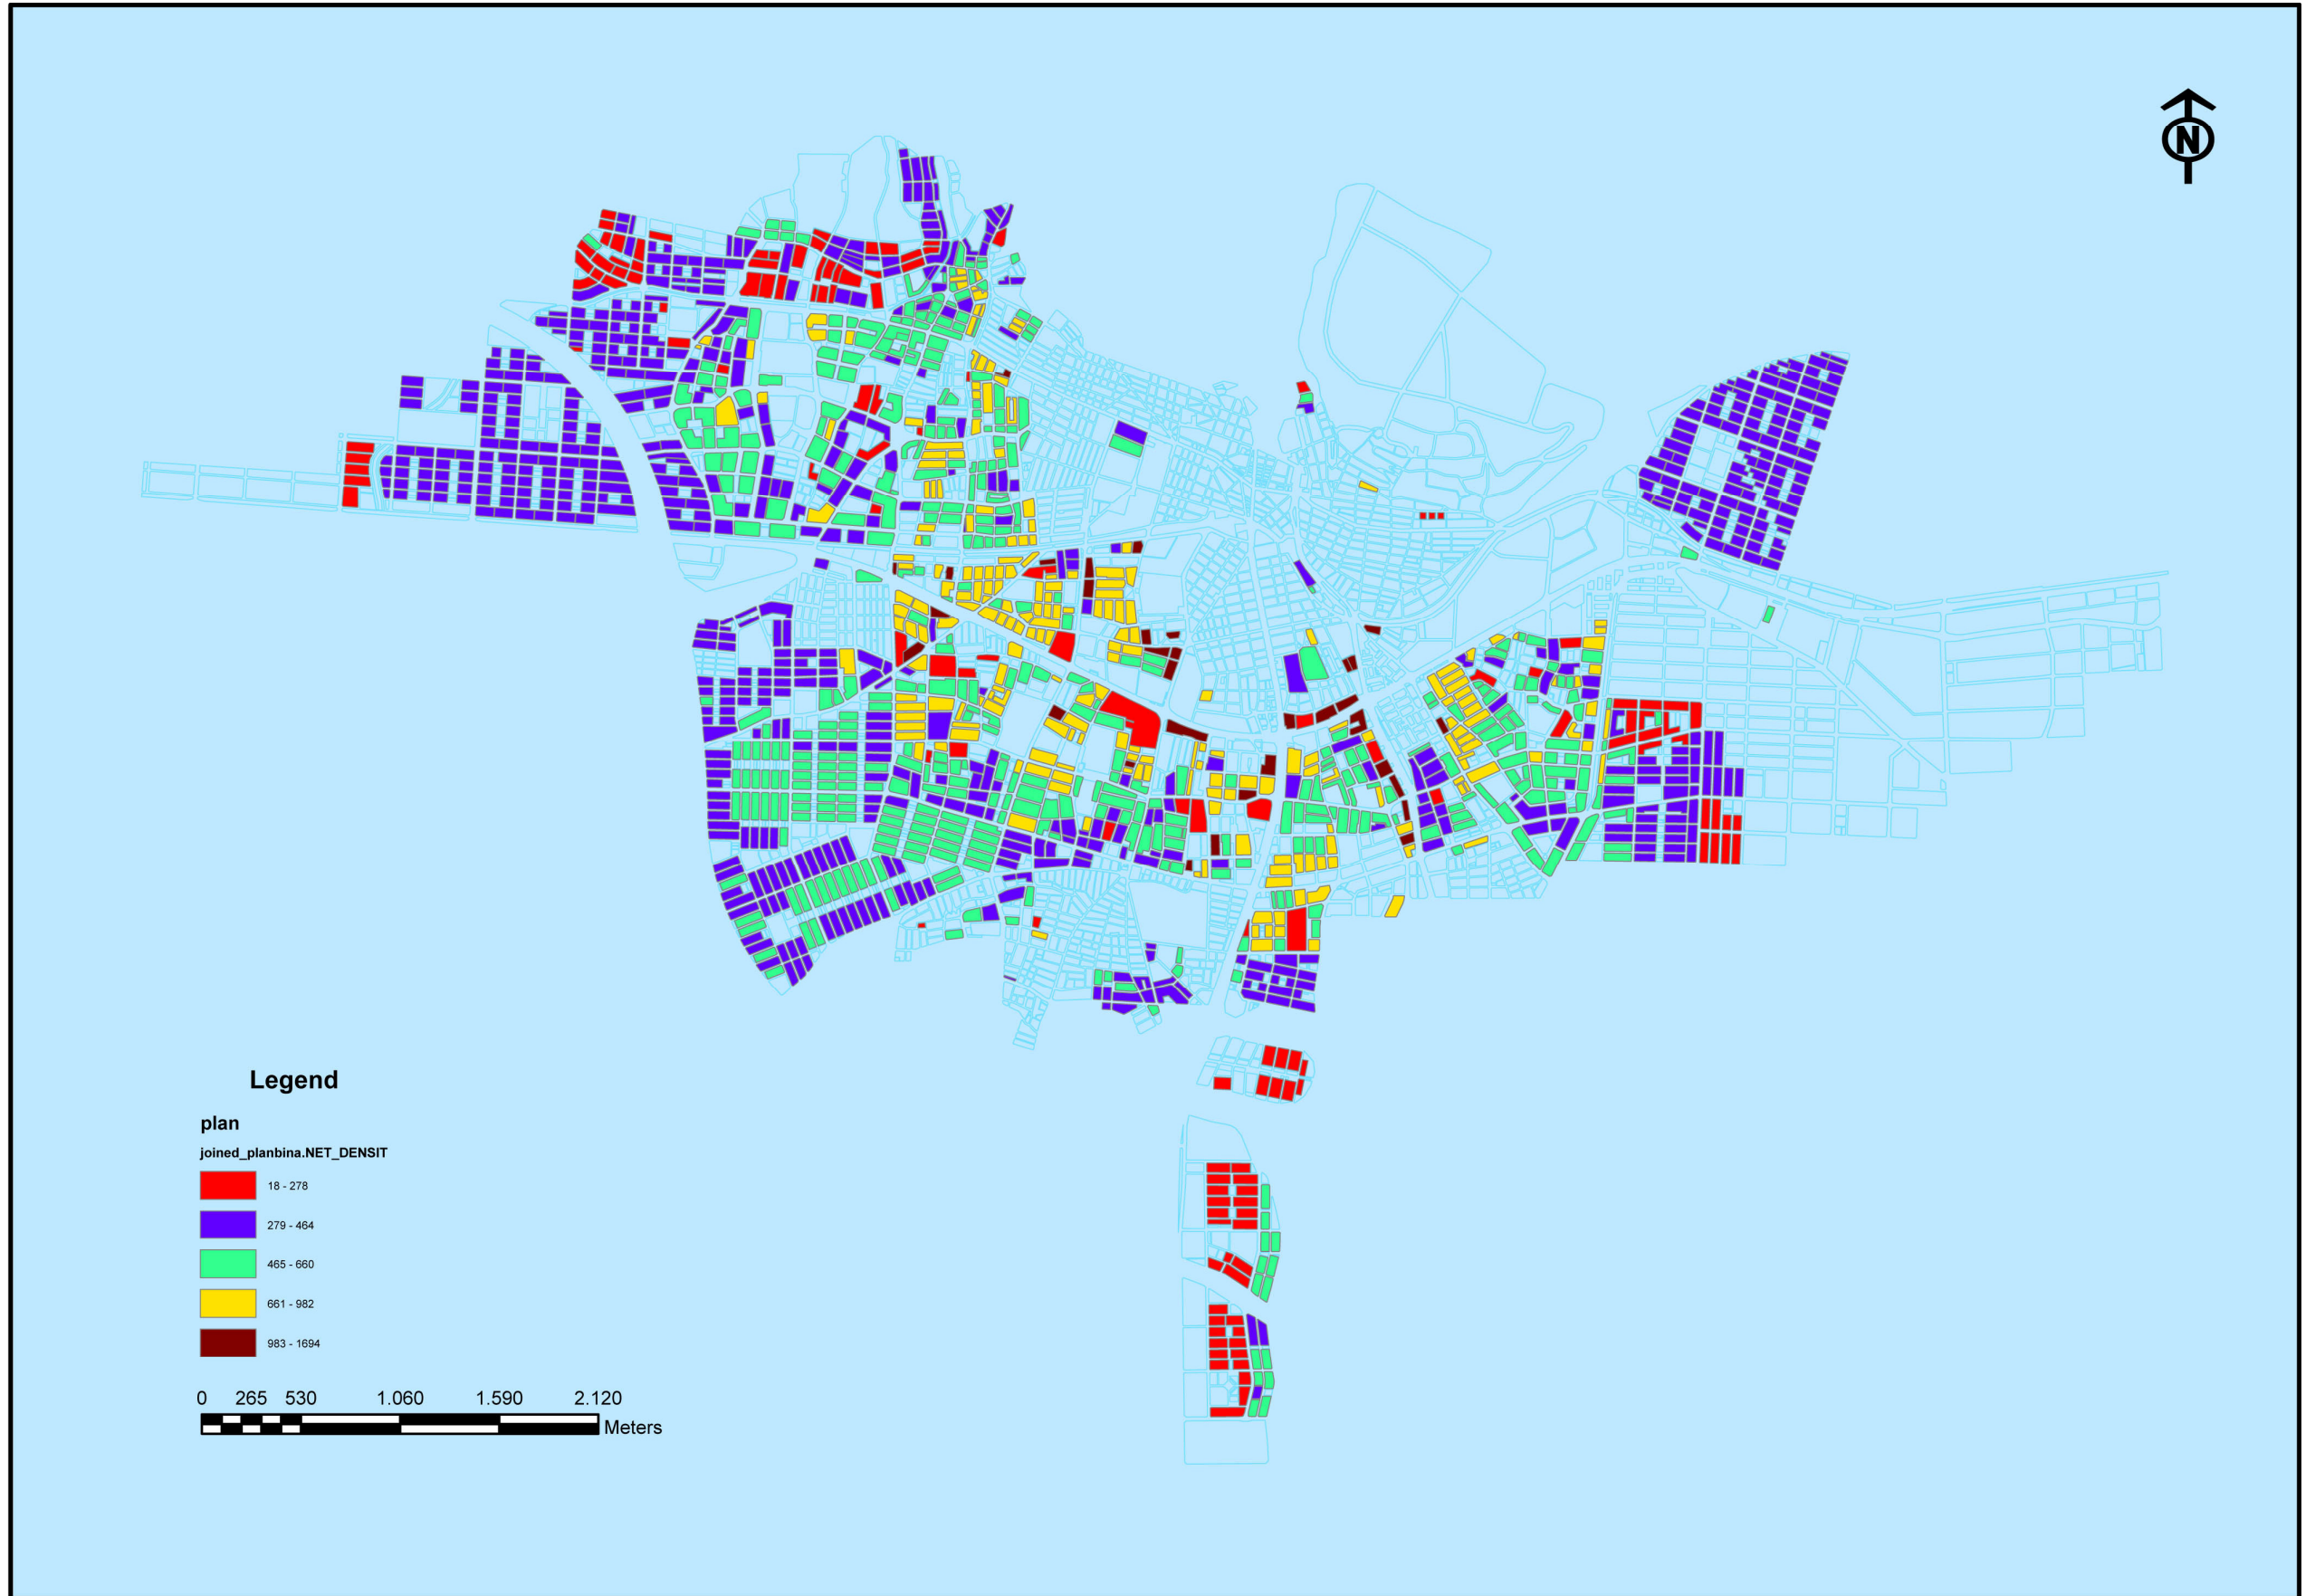 N
Legend
plan
joined_planbina.NET_DENSIT
18 - 278
279 - 464
465 - 660
661 - 982
983 - 1694
0 265 530 1.060 1.590 2.120
Meters